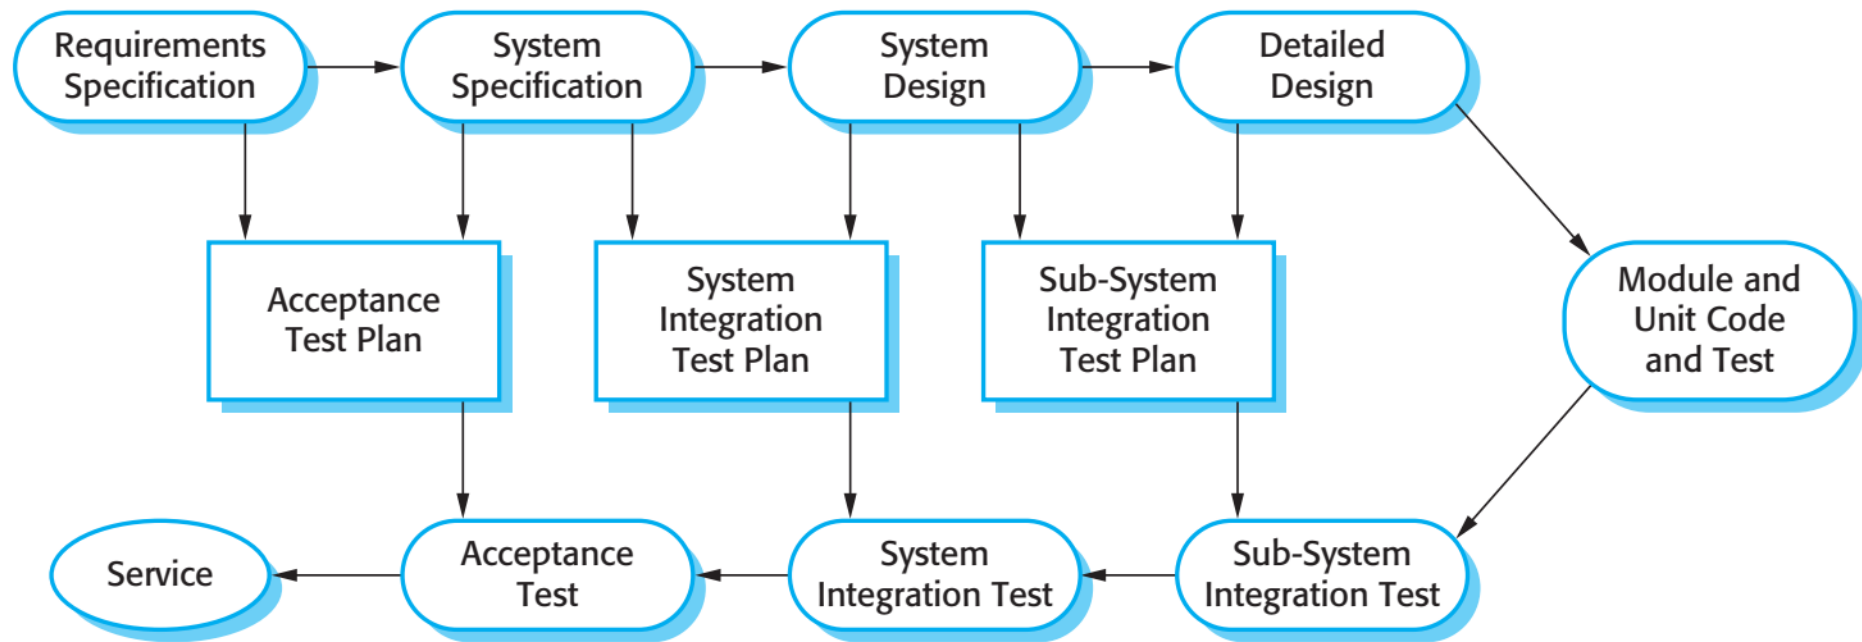 Requirements
Specification
System
Specification
System
Design
Detailed
Design
Acceptance
Test Plan
System
Integration
Test Plan
Sub-System
Integration
Test Plan
Module and
Unit Code
and Test
Service
Acceptance
Test
System
Integration Test
Sub-System
Integration Test